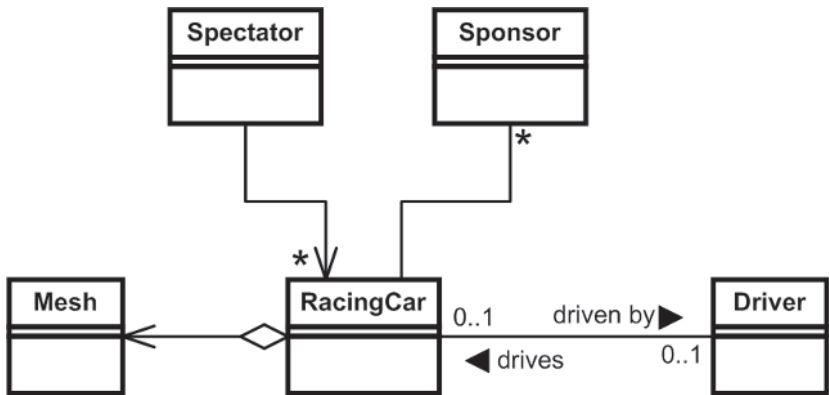 Spectator
Sponsor
*
*
Mesh
RacingCar
Driver
0..1
driven by ▶
◀ drives
0..1